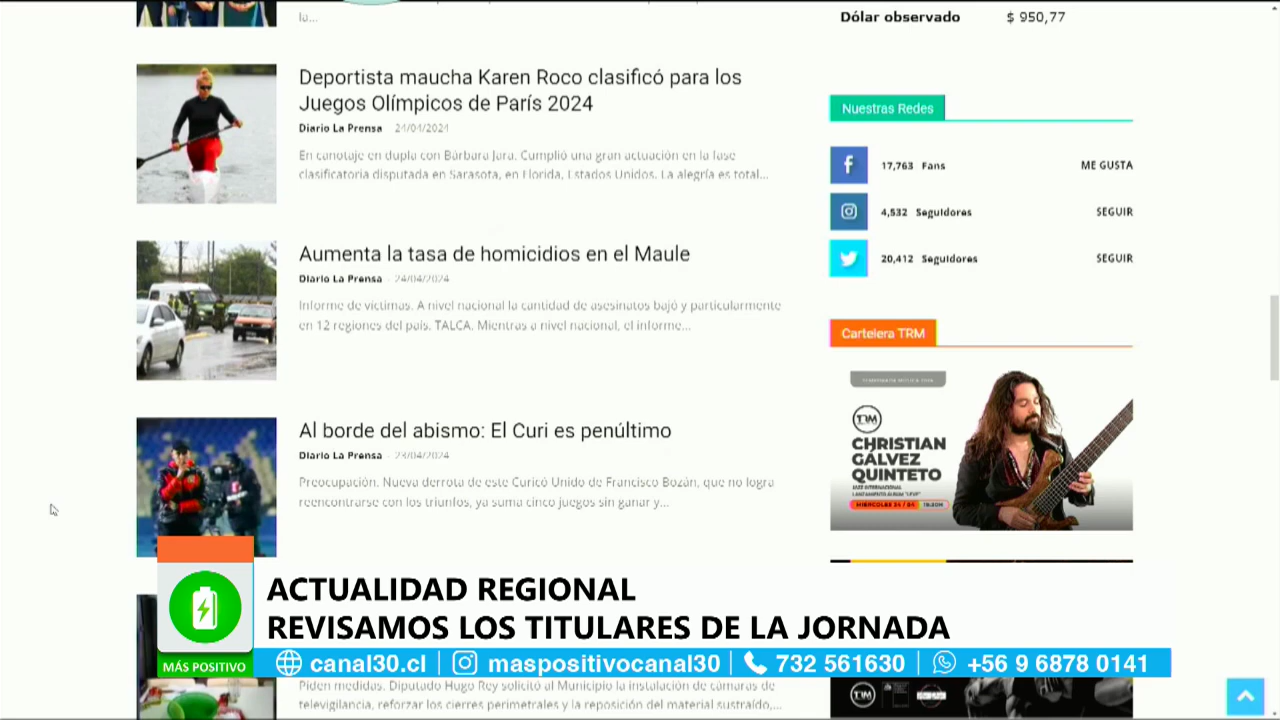 la...
Dólar observado $ 950,77
Deportista maucha Karen Roco clasificó para los
Juegos Olímpicos de París 2024
Diario La Prensa - 24/04/2024
En canotaje en dupla con Bárbara Jara. Cumplió una gran actuación en la fase
clasificatoria disputada en Sarasota, en Florida, Estados Unidos. La alegría es total...
Aumenta la tasa de homicidios en el Maule
Diario La Prensa - 24/04/2024
Informe de víctimas. A nivel nacional la cantidad de asesinatos bajó y particularmente
en 12 regiones del país. TALCA. Mientras a nivel nacional, el informe...
Al borde del abismo: El Curi es penúltimo
Diario La Prensa - 23/04/2024
Preocupación. Nueva derrota de este Curicó Unido de Francisco Bozán, que no logra
reencontrarse con los triunfos, ya suma cinco juegos sin ganar y...
Nuestras Redes
17,763 Fans ME GUSTA
4,532 Seguidores SEGUIR
20,412 Seguidores SEGUIR
Cartelera TRM
TRM
CHRISTIAN
GÁLVEZ
QUINTETO
JAZZ INTERNACIONAL
MIÉRCOLES 24 / 04 19:30H
ACTUALIDAD REGIONAL
REVISAMOS LOS TITULARES DE LA JORNADA
MÁS POSITIVO
canal30.cl
maspositivocanal30
732 561630
+56 9 6878 0141
Piden medidas. Diputado Hugo Rey solicitó al Municipio la instalación de cámaras de
televigilancia, reforzar los cierres perimetrales y la reposición del material sustraído,...
TRM